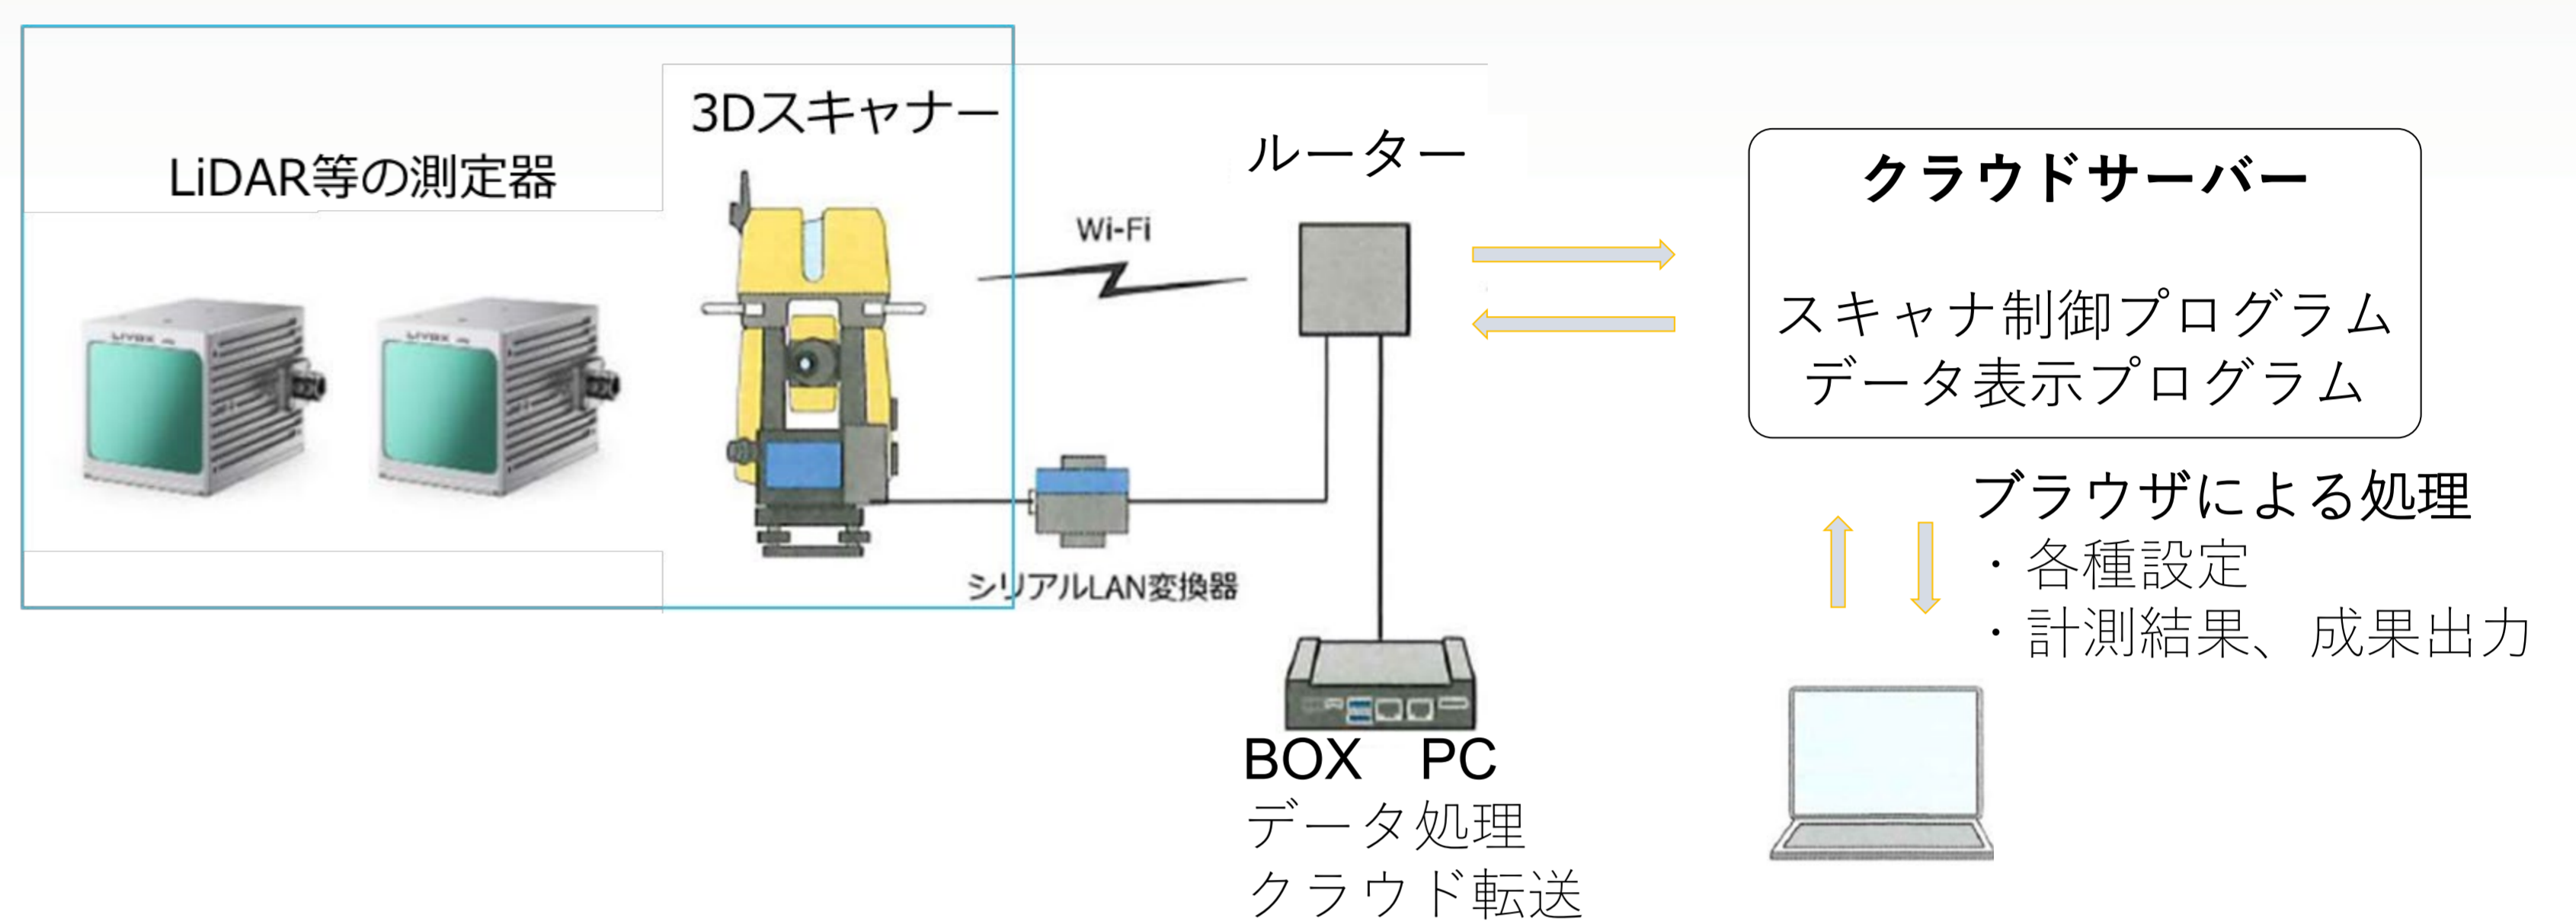 LiDAR等の測定器
LIVOX
LIVOX
3Dスキャナー
Wi-Fi
ルーター
シリアルLAN変換器
BOX PC
データ処理
クラウド転送
クラウドサーバー
スキャナ制御プログラム
データ表示プログラム
ブラウザによる処理
・各種設定
・計測結果、成果出力